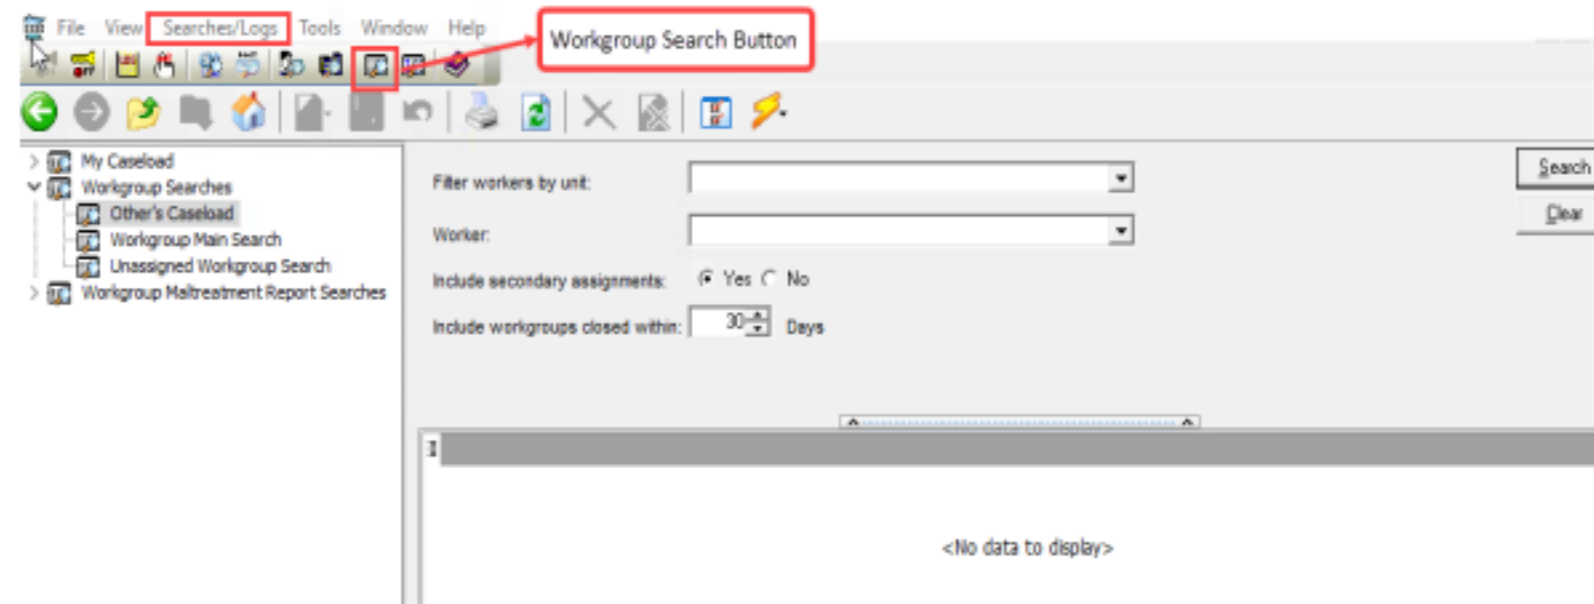 File View Searches/Logs Tools Window Help
Workgroup Search Button
My Caseload
Workgroup Searches
Other's Caseload
Workgroup Main Search
Unassigned Workgroup Search
Workgroup Maltreatment Report Searches
Filter workers by unit:
Worker:
Include secondary assignments: Yes No
Include workgroups closed within: 30 Days
Search
Clear
<No data to display>